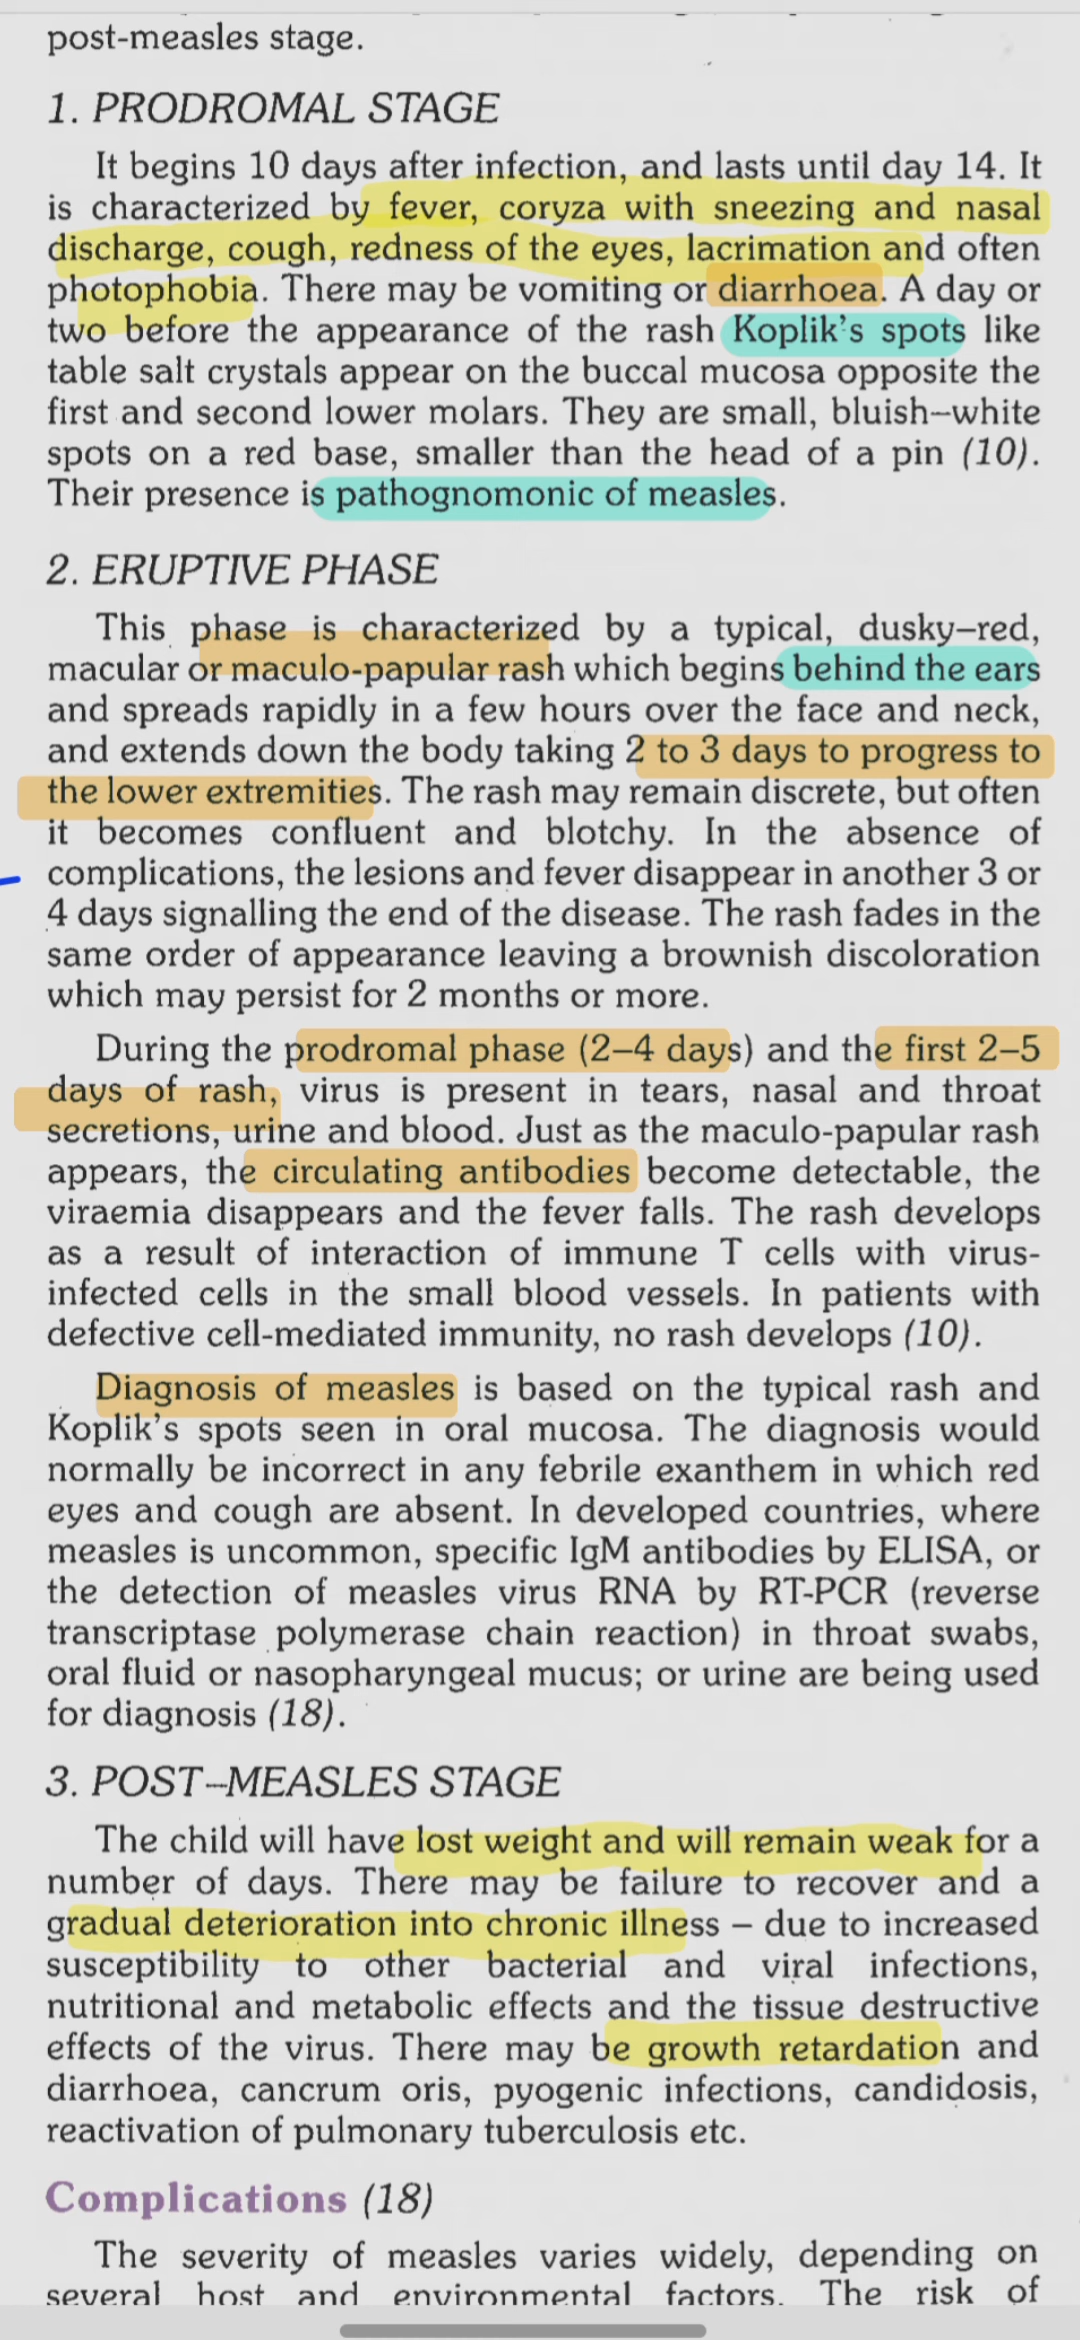 post-measles stage.
1. PRODROMAL STAGE
It begins 10 days after infection, and lasts until day 14. It
is characterized by fever, coryza with sneezing and nasal
discharge, cough, redness of the eyes, lacrimation and often
photophobia. There may be vomiting or diarrhoea. A day or
two before the appearance of the rash Koplik's spots like
table salt crystals appear on the buccal mucosa opposite the
first and second lower molars. They are small, bluish–white
spots on a red base, smaller than the head of a pin (10).
Their presence is pathognomonic of measles.
2. ERUPTIVE PHASE
This phase is characterized by a typical, dusky–red,
macular or maculo-papular rash which begins behind the ears
and spreads rapidly in a few hours over the face and neck,
and extends down the body taking 2 to 3 days to progress to
the lower extremities. The rash may remain discrete, but often
it becomes confluent and blotchy. In the absence of
complications, the lesions and fever disappear in another 3 or
4 days signalling the end of the disease. The rash fades in the
same order of appearance leaving a brownish discoloration
which may persist for 2 months or more.
During the prodromal phase (2–4 days) and the first 2–5
days of rash, virus is present in tears, nasal and throat
secretions, urine and blood. Just as the maculo-papular rash
appears, the circulating antibodies become detectable, the
viraemia disappears and the fever falls. The rash develops
as a result of interaction of immune T cells with virus-
infected cells in the small blood vessels. In patients with
defective cell-mediated immunity, no rash develops (10).
Diagnosis of measles is based on the typical rash and
Koplik's spots seen in oral mucosa. The diagnosis would
normally be incorrect in any febrile exanthem in which red
eyes and cough are absent. In developed countries, where
measles is uncommon, specific IgM antibodies by ELISA, or
the detection of measles virus RNA by RT-PCR (reverse
transcriptase polymerase chain reaction) in throat swabs,
oral fluid or nasopharyngeal mucus; or urine are being used
for diagnosis (18).
3. POST–MEASLES STAGE
The child will have lost weight and will remain weak for a
number of days. There may be failure to recover and a
gradual deterioration into chronic illness – due to increased
susceptibility to other bacterial and viral infections,
nutritional and metabolic effects and the tissue destructive
effects of the virus. There may be growth retardation and
diarrhoea, cancrum oris, pyogenic infections, candidosis,
reactivation of pulmonary tuberculosis etc.
Complications (18)
The severity of measles varies widely, depending on
several host and environmental factors. The risk of